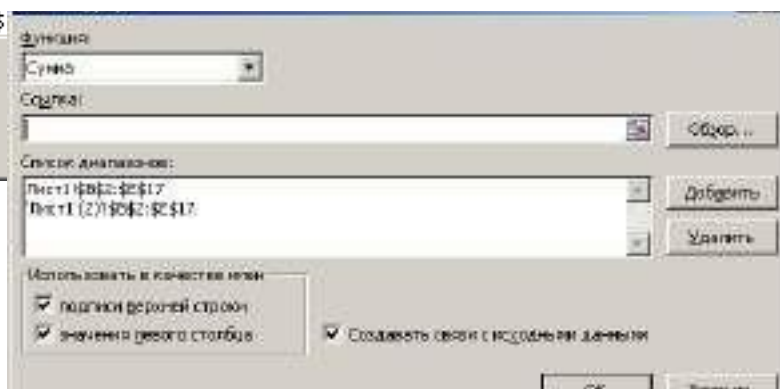 Функция:
Сумма
Ссылка:
Обзор...
Список диапазонов:
Лист1!$B$2:$E$17
'Лист1 (2)'!$B$2:$E$17
Добавить
Удалить
Использовать в качестве имен
подписи верхней строки
значения левого столбца
Создавать связи с исходными данными
OK